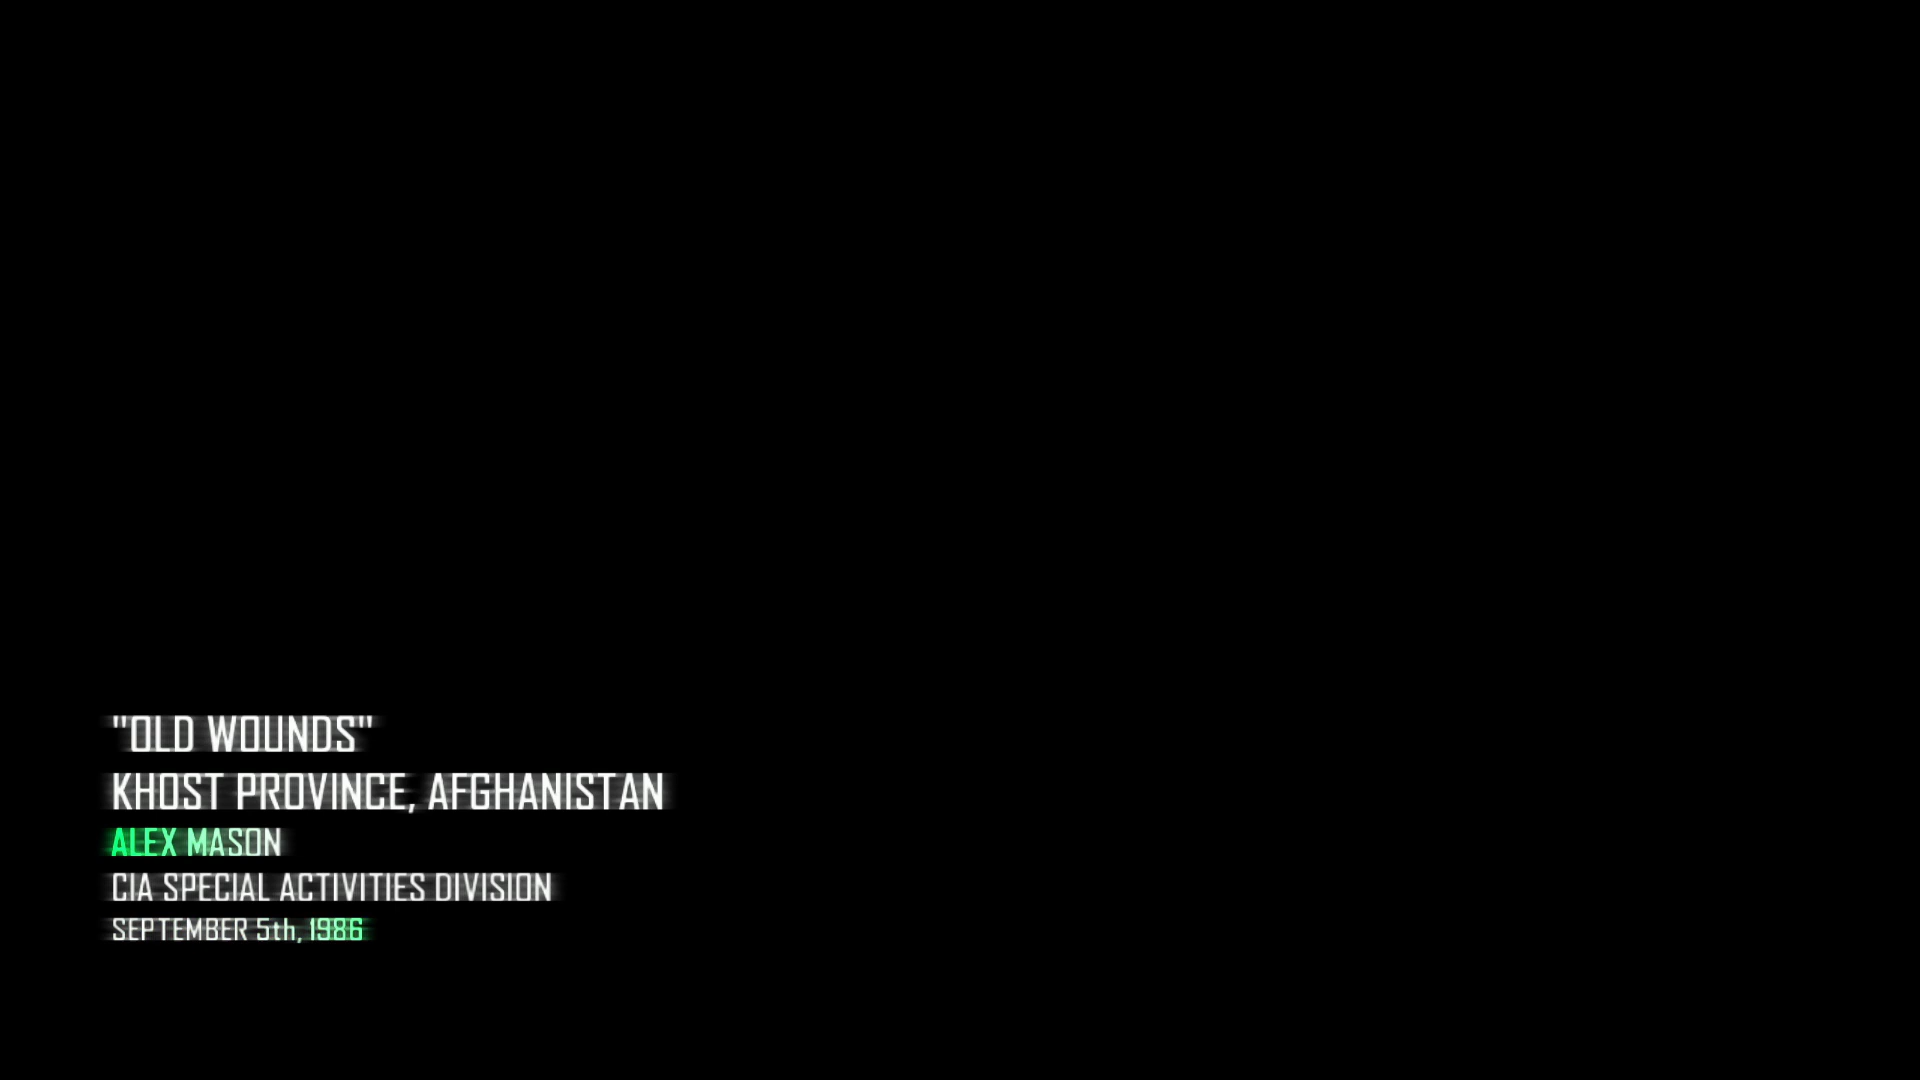 "OLD WOUNDS"
KHOST PROVINCE, AFGHANISTAN
ALEX MASON
CIA SPECIAL ACTIVITIES DIVISION
SEPTEMBER 5th, 1986